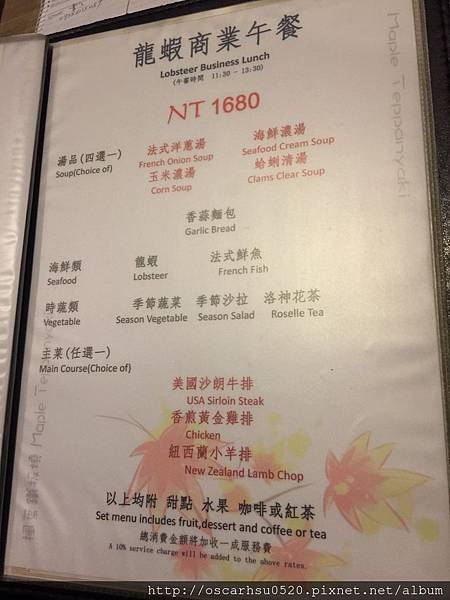 龍蝦商業午餐
Lobsteer Business Lunch
(午餐時間 11:30 - 13:30)
NT 1680
湯品(四選一)
Soup(Choice of)
法式洋蔥湯
French Onion Soup
海鮮濃湯
Seafood Cream Soup
玉米濃湯
Corn Soup
蛤蜊清湯
Clams Clear Soup
香蒜麵包
Garlic Bread
海鮮類
Seafood
龍蝦
Lobsteer
法式鮮魚
French Fish
時蔬類
Vegetable
季節蔬菜
Season Vegetable
季節沙拉
Season Salad
洛神花茶
Roselle Tea
主菜(任選一)
Main Course(Choice of)
美國沙朗牛排
USA Sirloin Steak
香煎黃金雞排
Chicken
紐西蘭小羊排
New Zealand Lamb Chop
以上均附 甜點 水果 咖啡或紅茶
Set menu includes fruit,dessert and coffee or tea
總消費金額將加收一成服務費
A 10% service charge will be added to the above rates.
Maple Teppanyaki
Maple Teppanyaki
http://oscarhsu0520.pixnet.net/album